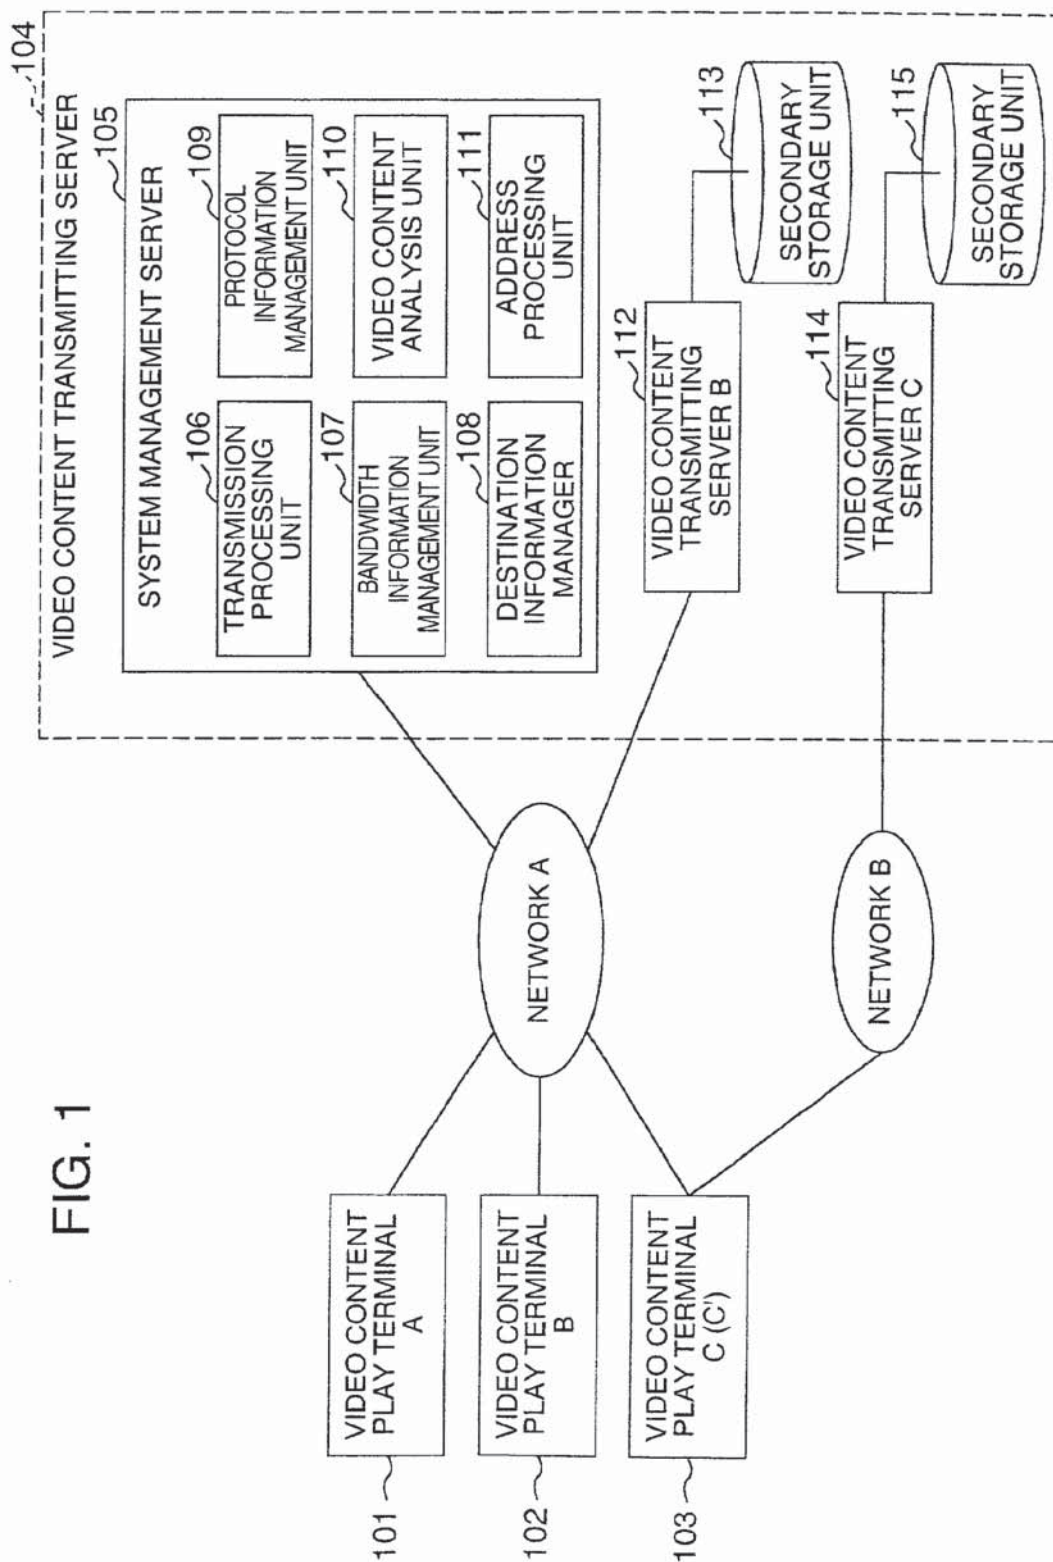 FIG. 1
VIDEO CONTENT TRANSMITTING SERVER
104
SYSTEM MANAGEMENT SERVER
105
TRANSMISSION
PROCESSING
UNIT
106
PROTOCOL
INFORMATION
MANAGEMENT UNIT
109
BANDWIDTH
INFORMATION
MANAGEMENT UNIT
107
VIDEO CONTENT
ANALYSIS UNIT
110
DESTINATION
INFORMATION
MANAGER
108
ADDRESS
PROCESSING
UNIT
111
101
VIDEO CONTENT
PLAY TERMINAL
A
102
VIDEO CONTENT
PLAY TERMINAL
B
103
VIDEO CONTENT
PLAY TERMINAL
C (C')
NETWORK A
NETWORK B
VIDEO CONTENT
TRANSMITTING
SERVER B
112
SECONDARY
STORAGE UNIT
113
VIDEO CONTENT
TRANSMITTING
SERVER C
114
SECONDARY
STORAGE UNIT
115